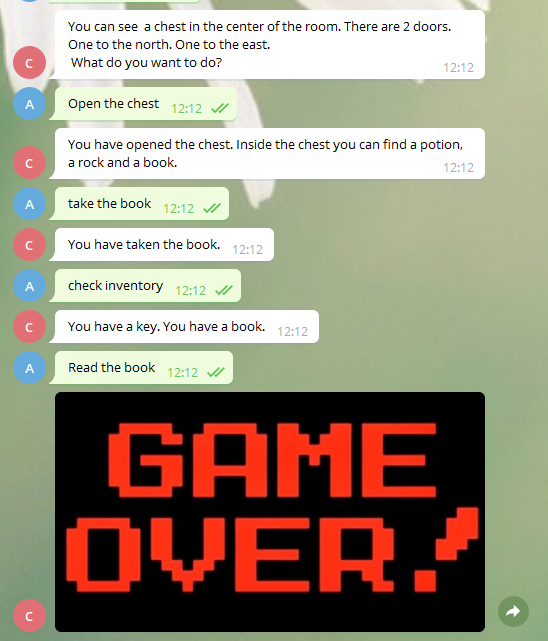 You can see a chest in the center of the room. There are 2 doors.
One to the north. One to the east.
What do you want to do?
12:12
C
A
Open the chest 12:12
You have opened the chest. Inside the chest you can find a potion,
a rock and a book.
12:12
C
A
take the book 12:12
C
You have taken the book. 12:12
A
check inventory 12:12
C
You have a key. You have a book. 12:12
A
Read the book 12:12
GAME
OVER!
C